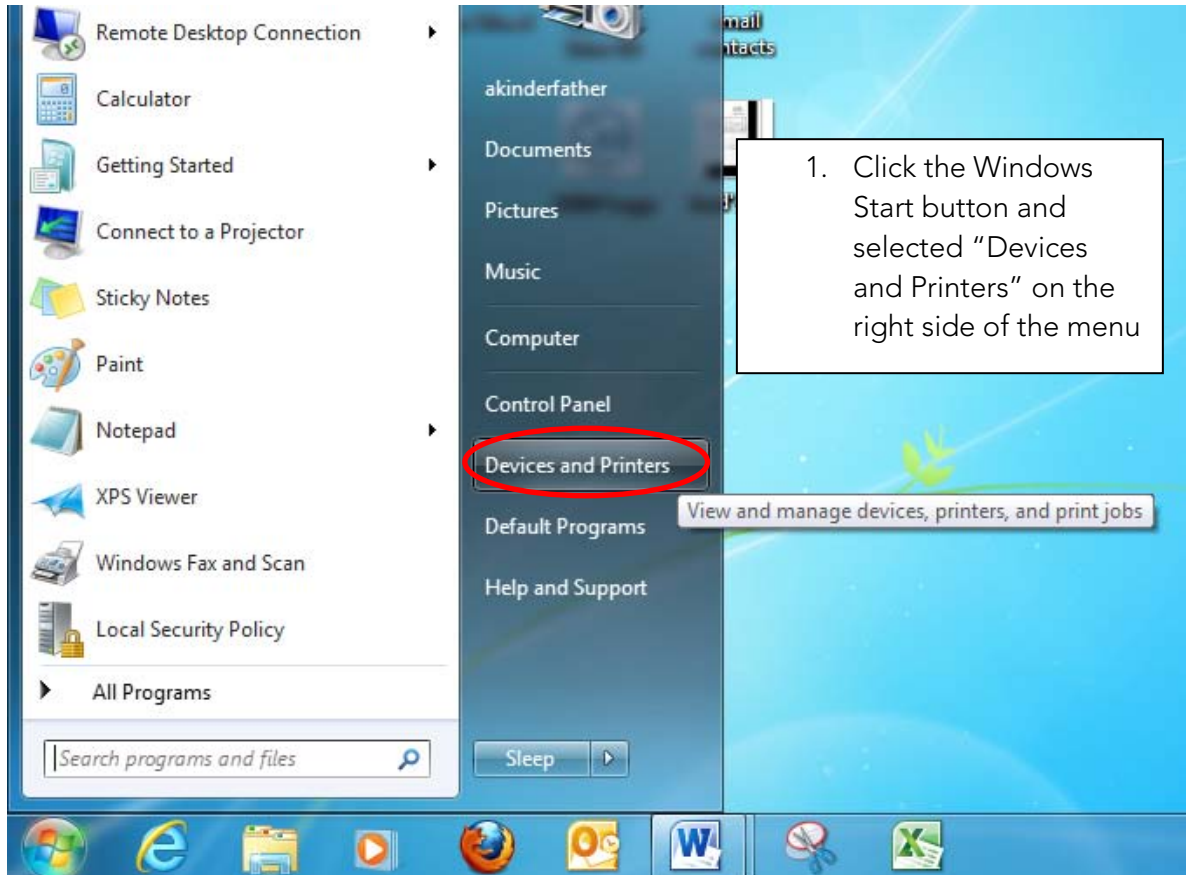 Remote Desktop Connection
Calculator
Getting Started
Connect to a Projector
Sticky Notes
Paint
Notepad
XPS Viewer
Windows Fax and Scan
Local Security Policy
All Programs
Search programs and files
akinderfather
Documents
Pictures
Music
Computer
Control Panel
Devices and Printers
Default Programs
Help and Support
Sleep
View and manage devices, printers, and print jobs
1. Click the Windows
Start button and
selected “Devices
and Printers” on the
right side of the menu